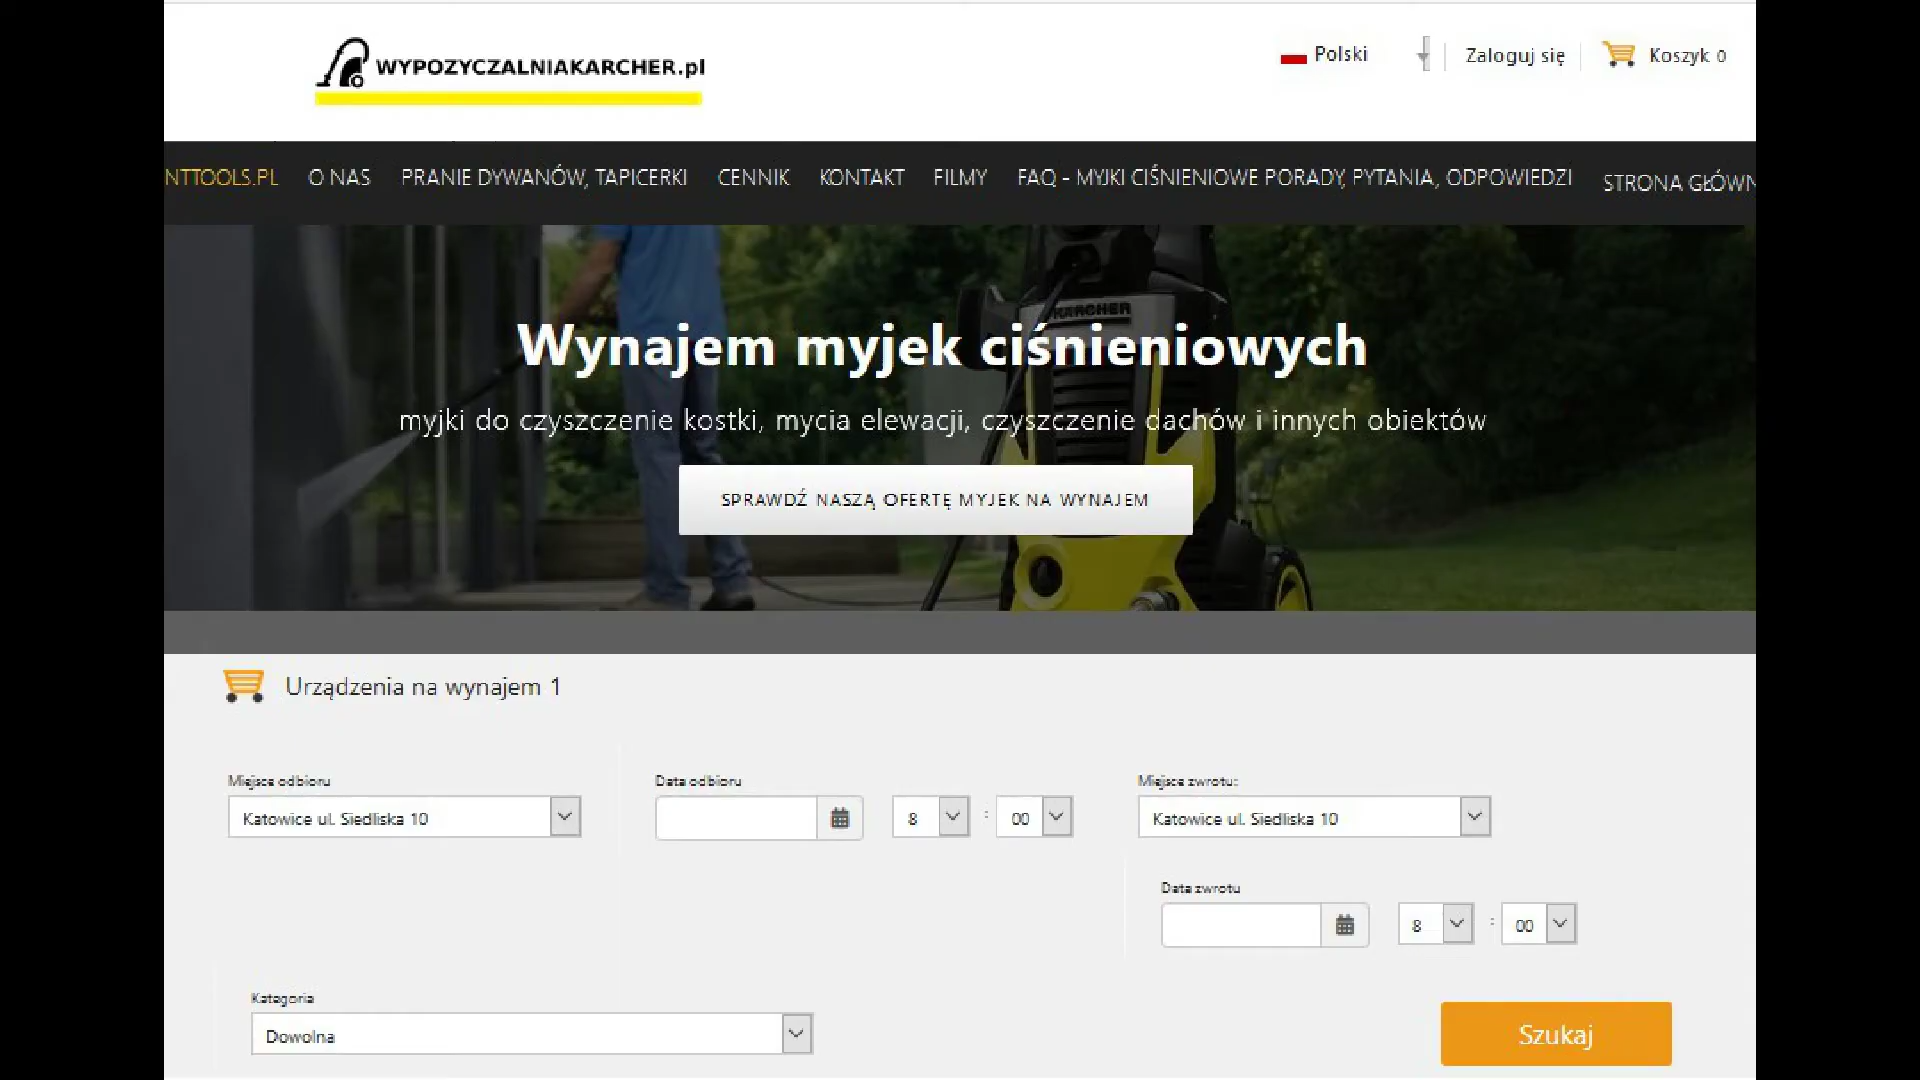 WYPOZYCZALNIAKARCHER.pl
Polski
Zaloguj się
Koszyk 0
NTTOOLS.PL O NAS PRANIE DYWANÓW, TAPICERKI CENNIK KONTAKT FILMY FAQ - MYJKI CIŚNIENIOWE PORADY, PYTANIA, ODPOWIEDZI STRONA GŁÓWN
KARCHER
Wynajem myjek ciśnieniowych
myjki do czyszczenie kostki, mycia elewacji, czyszczenie dachów i innych obiektów
SPRAWDŹ NASZĄ OFERTĘ MYJEK NA WYNAJEM
Urządzenia na wynajem 1
Miejsce odbioru
Data odbioru
Miejsce zwrotu:
Katowice ul. Siedliska 10
8 : 00
Katowice ul. Siedliska 10
Data zwrotu
8 : 00
Kategoria
Dowolna
Szukaj